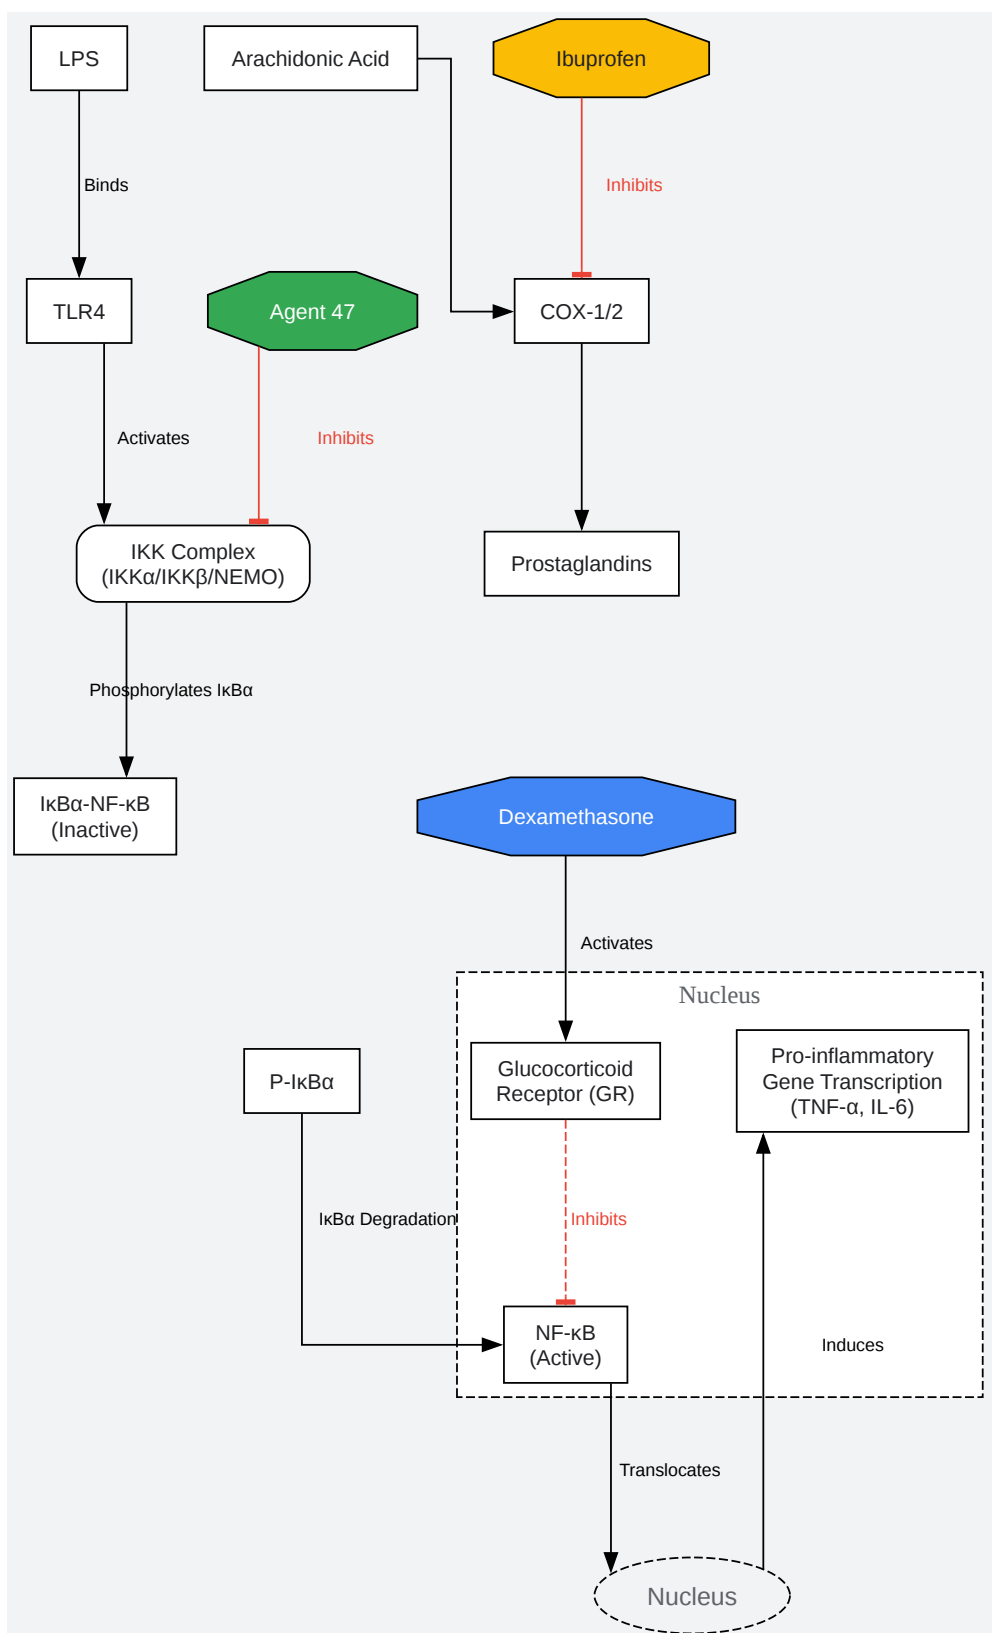 LPS
Arachidonic Acid
Ibuprofen
Binds
Inhibits
TLR4
Agent 47
COX-1/2
Activates
Inhibits
IKK Complex
(IKKα/IKKβ/NEMO)
Prostaglandins
Phosphorylates IκBα
IκBα-NF-κB
(Inactive)
Dexamethasone
Activates
Nucleus
P-IκBα
Glucocorticoid
Receptor (GR)
Pro-inflammatory
Gene Transcription
(TNF-α, IL-6)
IκBα Degradation
Inhibits
NF-κB
(Active)
Induces
Translocates
Nucleus